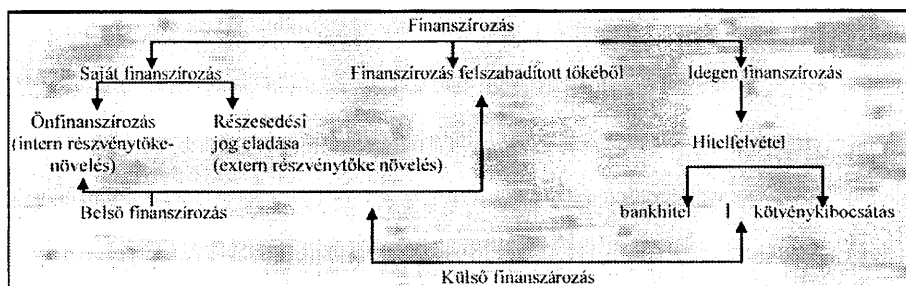 Finanszírozás
Saját finanszírozás
Finanszírozás felszabadított tőkéből
Idegen finanszírozás
Önfinanszírozás
(intern részvénytőke-
növelés)
Részesedési
jog eladása
(extern részvénytőke növelés)
Hitelfelvétel
Belső finanszírozás
bankhitel
kötvénykibocsátás
Külső finanszározás